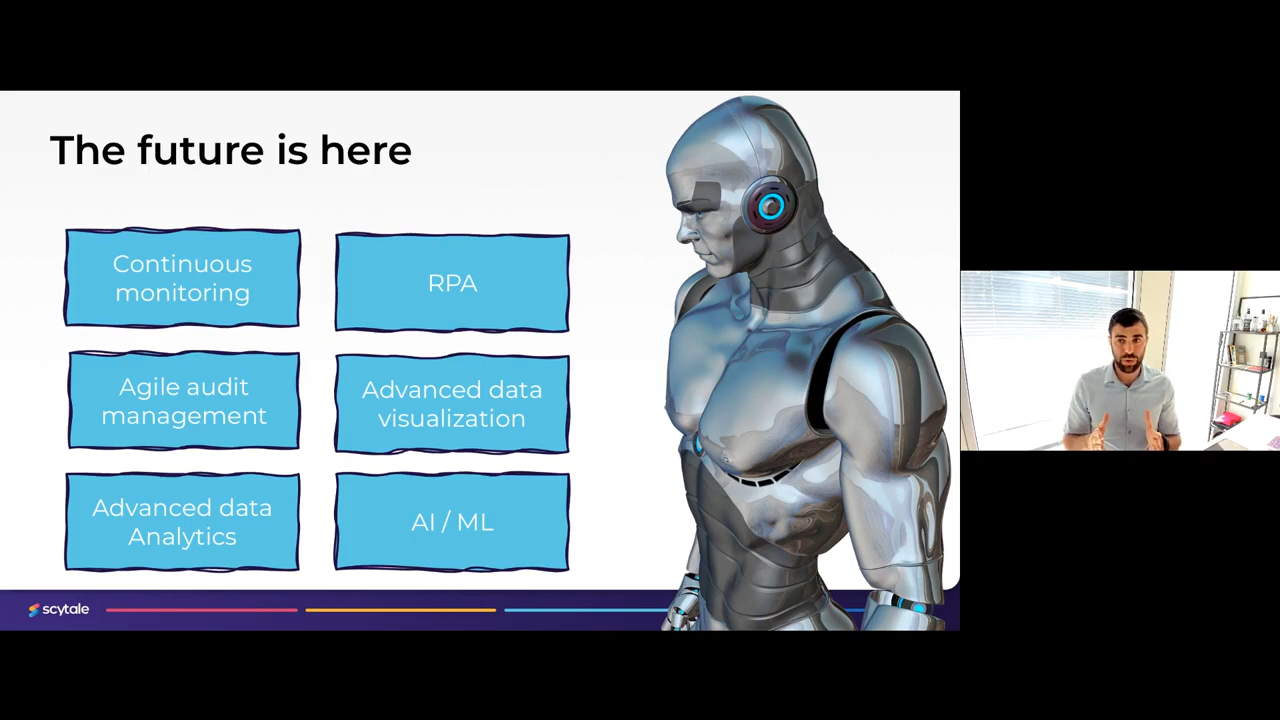 The future is here
Continuous
monitoring
RPA
Agile audit
management
Advanced data
visualization
Advanced data
Analytics
AI / ML
scytale